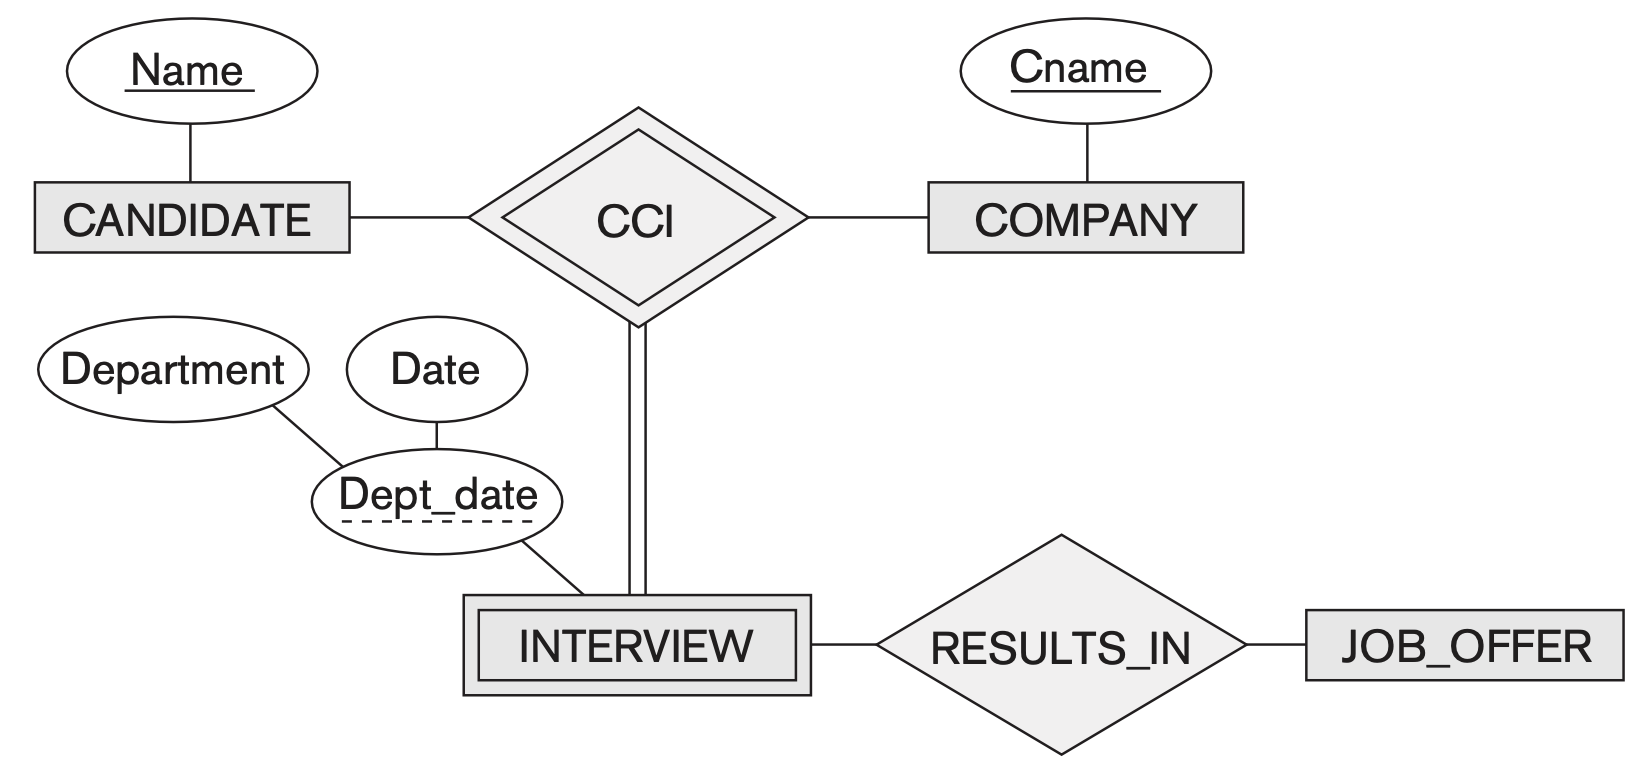 Name
Cname
CANDIDATE
CCI
COMPANY
Department
Date
Dept_date
INTERVIEW
RESULTS_IN
JOB_OFFER